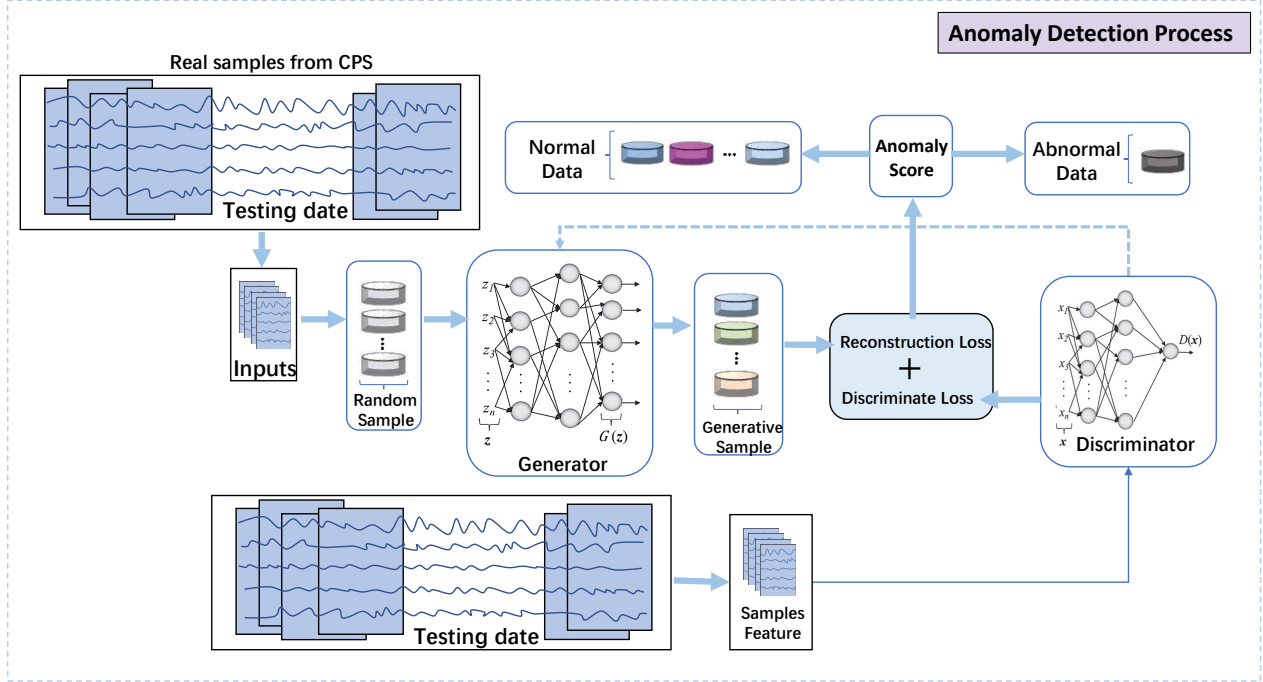 Anomaly Detection Process
Real samples from CPS
Testing date
Normal
Data
...
Anomaly
Score
Abnormal
Data
Inputs
...
Random
Sample
z1
z2
z3
zn
z
G(z)
Generator
...
Generative
Sample
Reconstruction Loss
+
Discriminate Loss
x1
x2
x3
xn
x
D(x)
Discriminator
Testing date
Samples
Feature